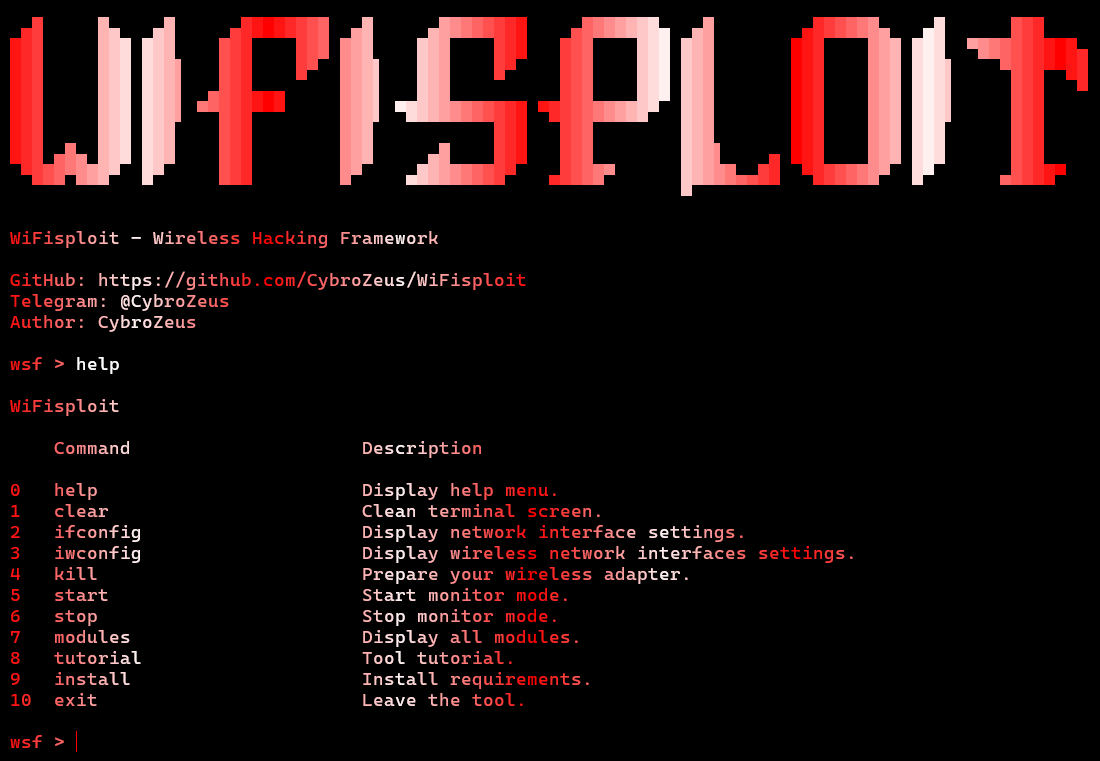 WiFiSPLOIT
WiFisploit — Wireless Hacking Framework
GitHub: https://github.com/CybroZeus/WiFisploit
Telegram: @CybroZeus
Author: CybroZeus
wsf > help
WiFisploit
Command Description
0 help Display help menu.
1 clear Clean terminal screen.
2 ifconfig Display network interface settings.
3 iwconfig Display wireless network interfaces settings.
4 kill Prepare your wireless adapter.
5 start Start monitor mode.
6 stop Stop monitor mode.
7 modules Display all modules.
8 tutorial Tool tutorial.
9 install Install requirements.
10 exit Leave the tool.
wsf >